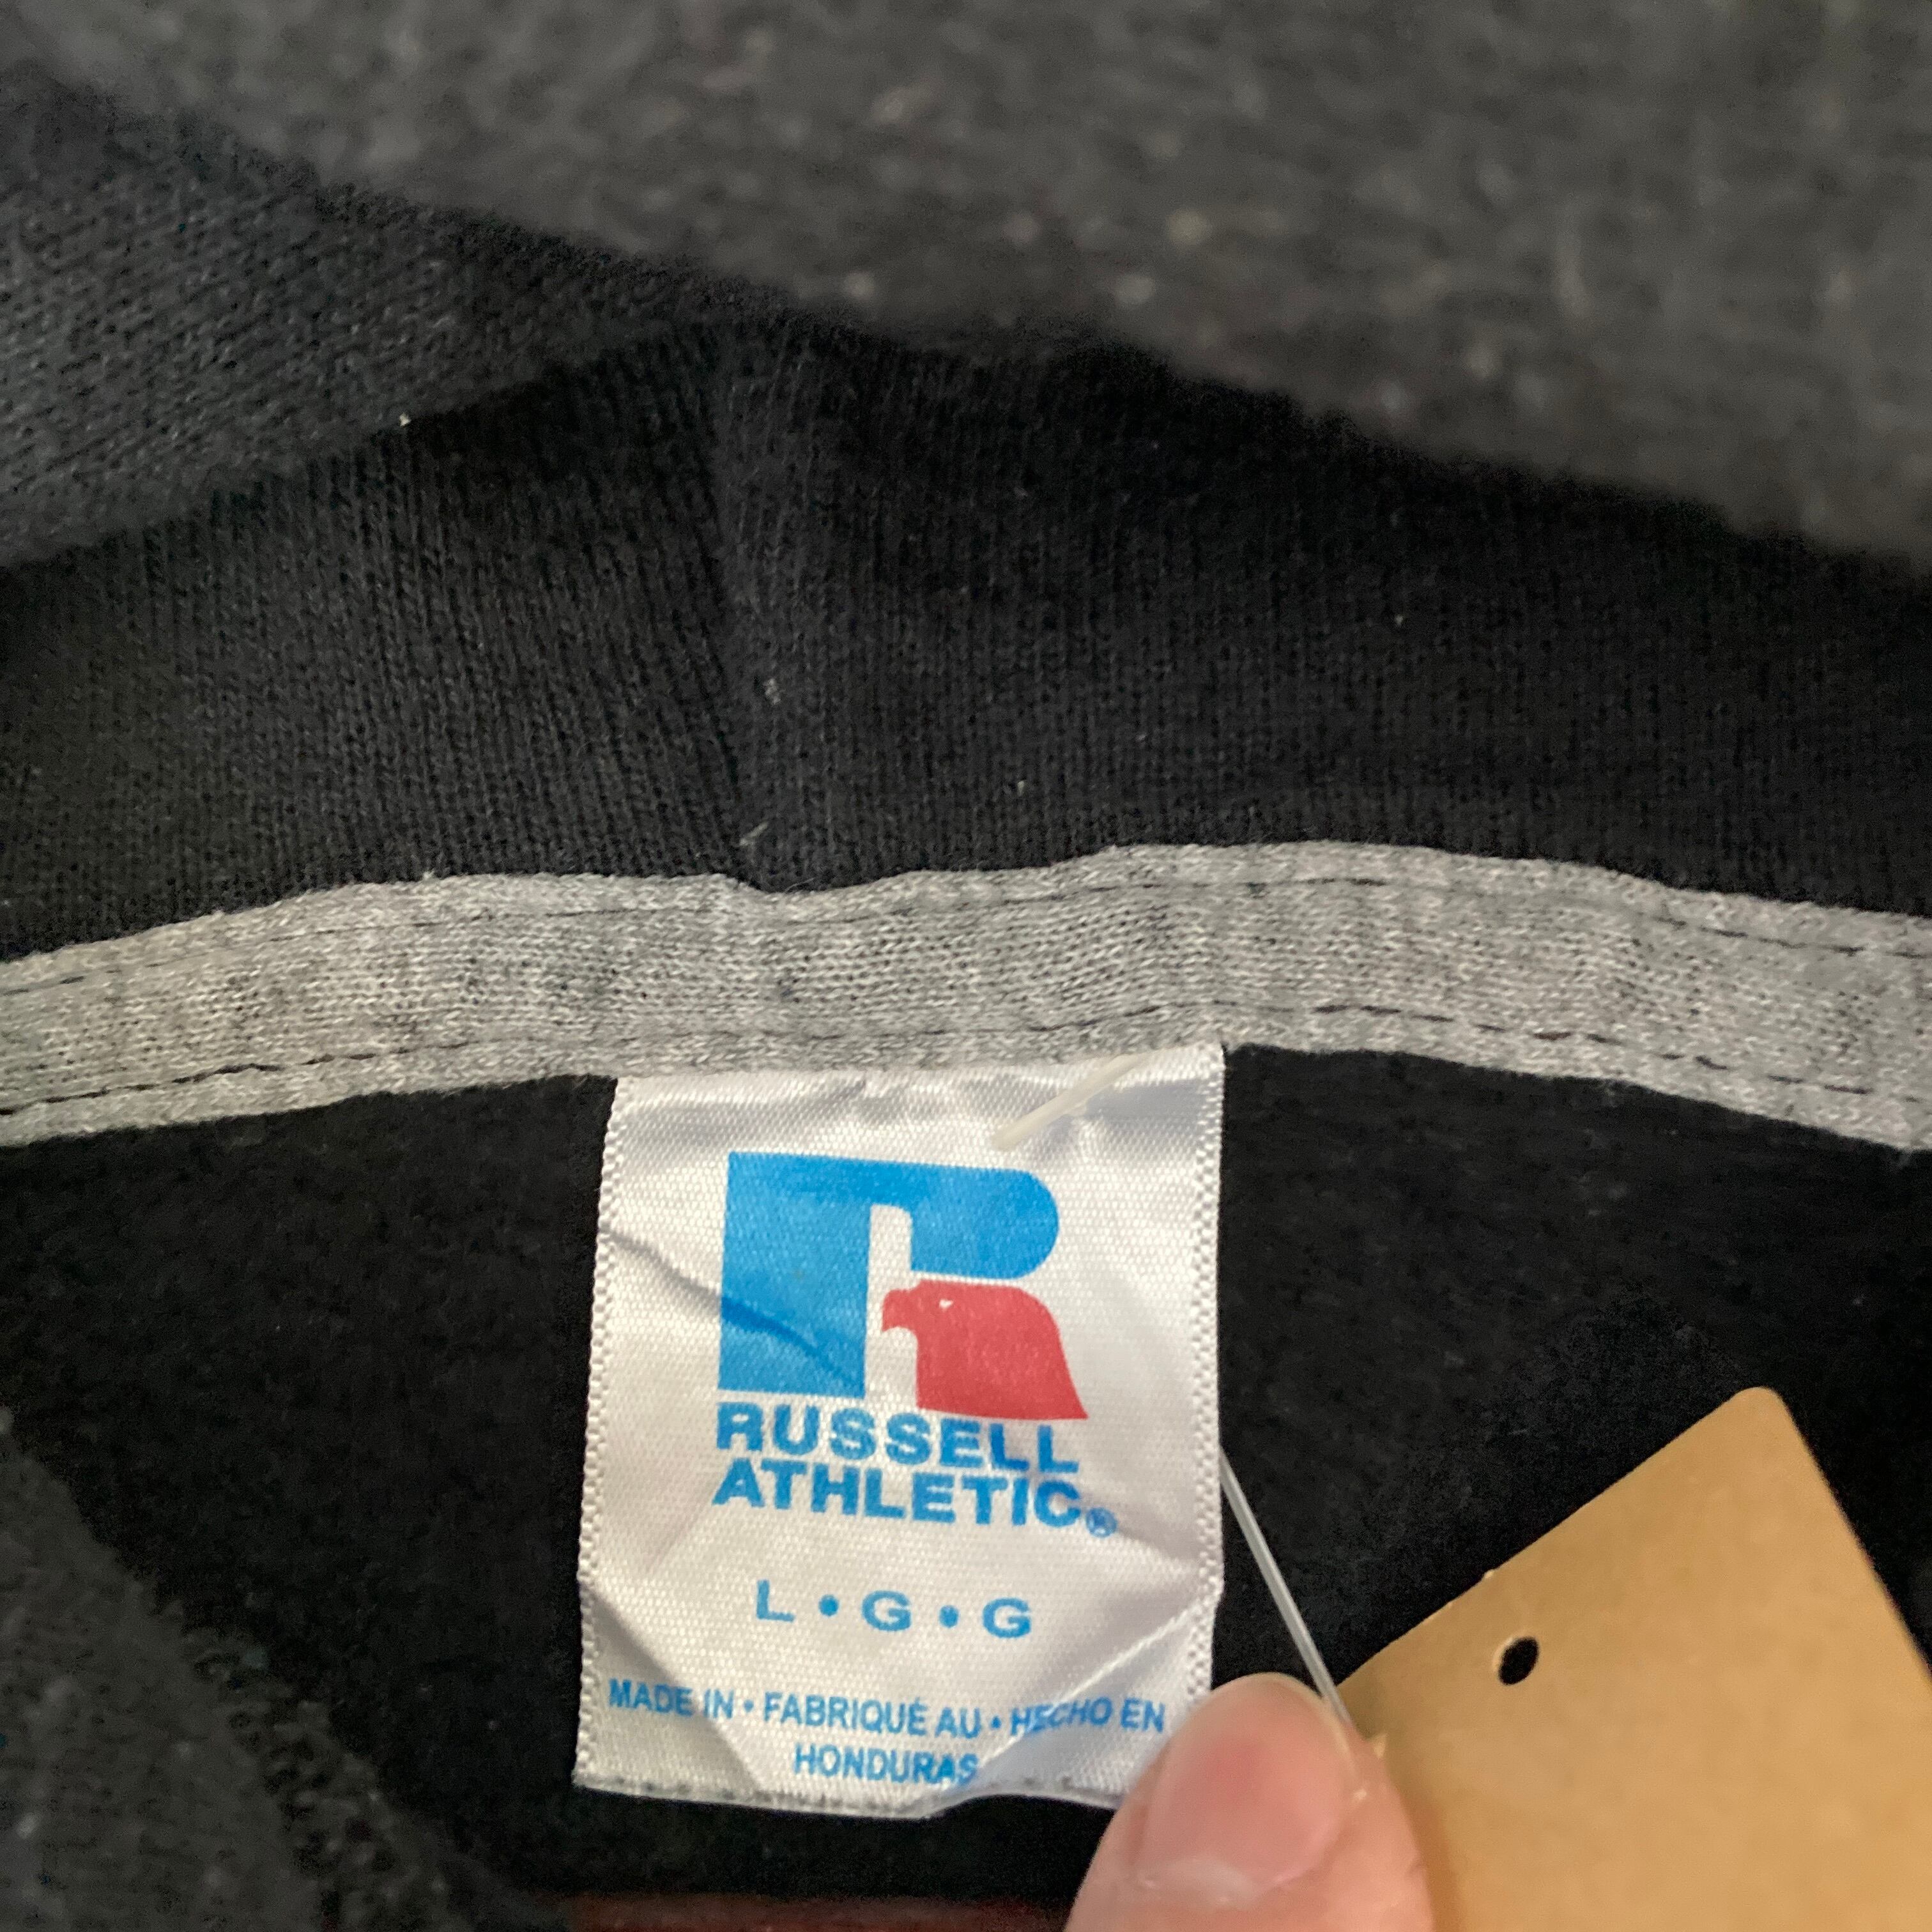 RUSSELL
ATHLETIC®
L•G•G
MADE IN • FABRIQUÉ AU • HECHO EN
HONDURAS